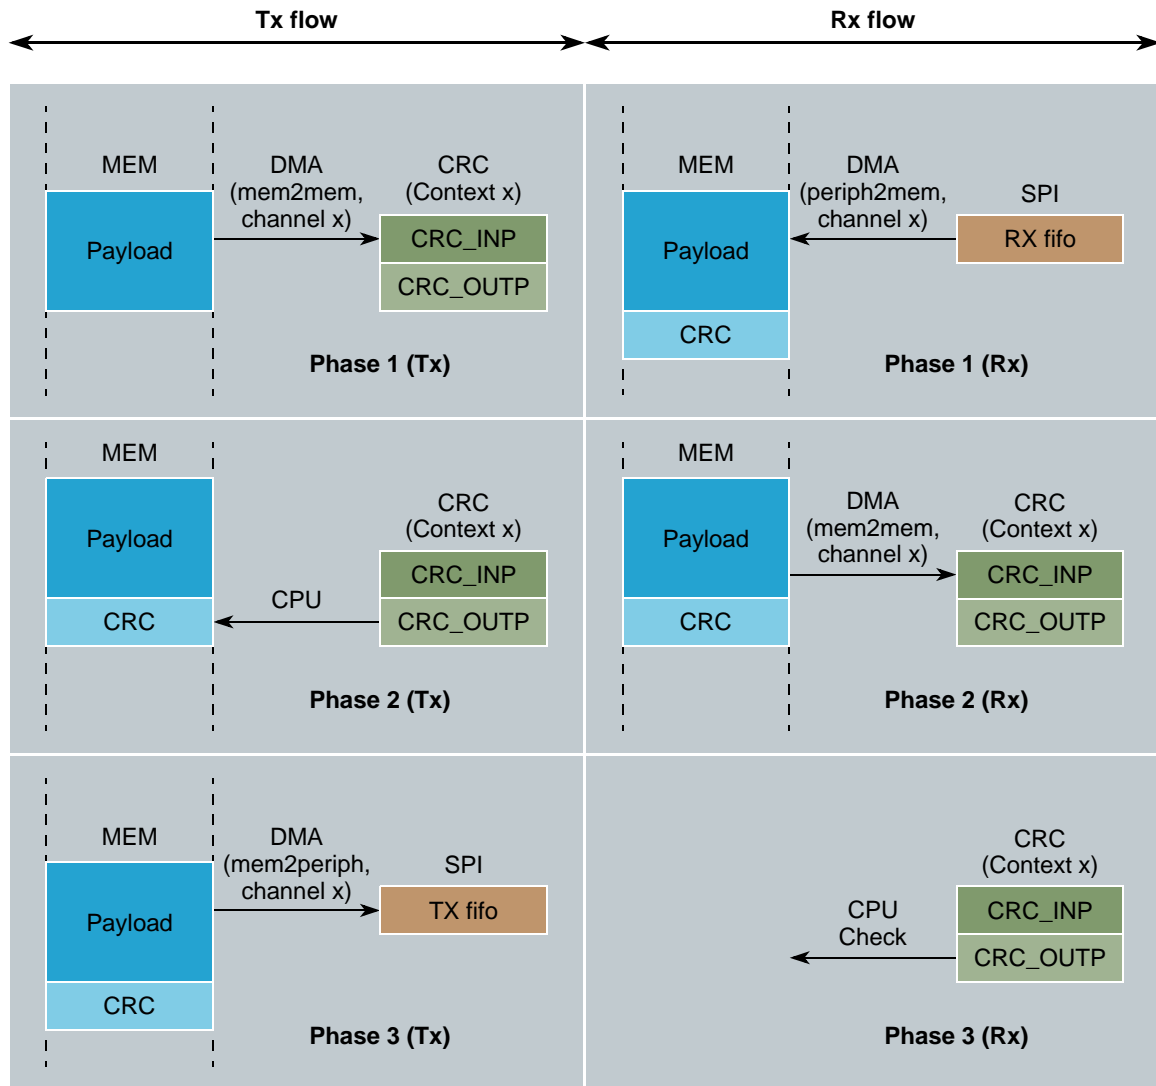 Tx flow
Rx flow
MEM
DMA
(mem2mem,
channel x)
CRC
(Context x)
Payload
CRC_INP
CRC_OUTP
Phase 1 (Tx)
MEM
DMA
(periph2mem,
channel x)
SPI
Payload
RX fifo
CRC
Phase 1 (Rx)
MEM
CRC
(Context x)
Payload
CRC_INP
CPU
CRC
CRC_OUTP
Phase 2 (Tx)
MEM
DMA
(mem2mem,
channel x)
CRC
(Context x)
Payload
CRC_INP
CRC
CRC_OUTP
Phase 2 (Rx)
MEM
DMA
(mem2periph,
channel x)
SPI
Payload
TX fifo
CRC
Phase 3 (Tx)
CRC
(Context x)
CPU
Check
CRC_INP
CRC_OUTP
Phase 3 (Rx)